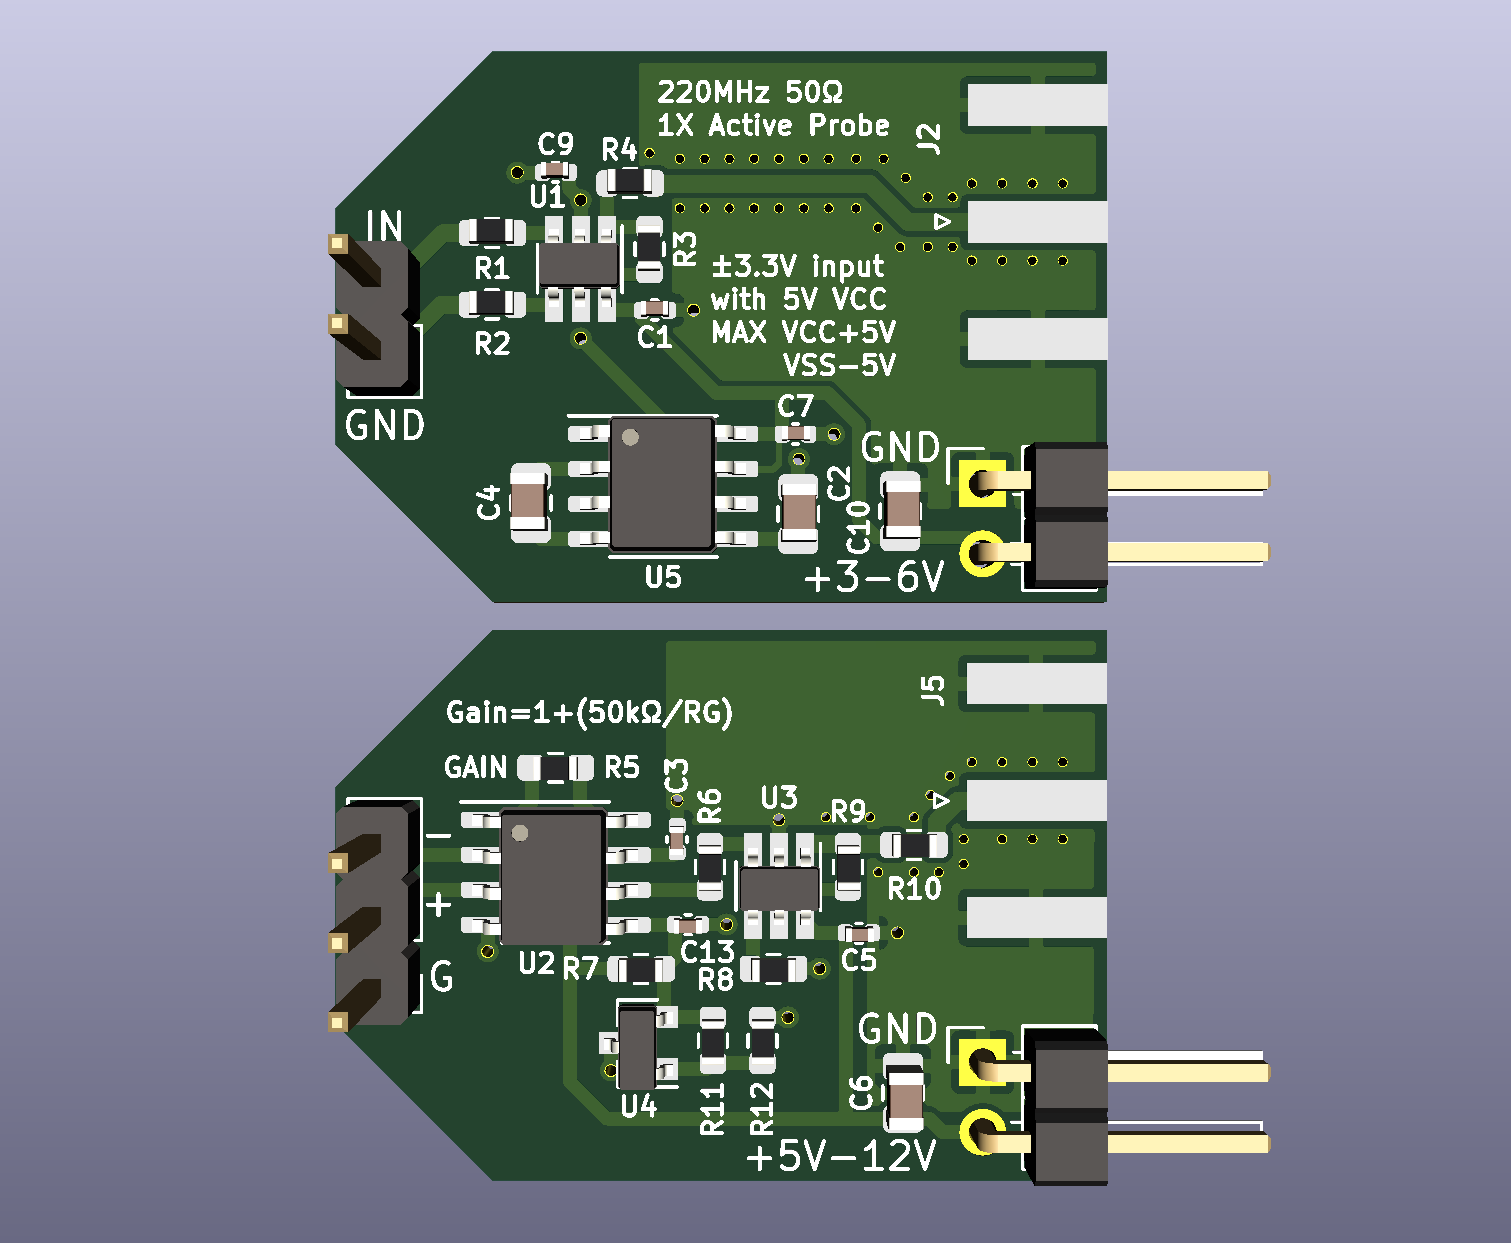 220MHz 50Ω
1X Active Probe
J2
C9
R4
U1
IN
R1
R3
±3.3V input
with 5V VCC
MAX VCC+5V
VSS-5V
R2
C1
GND
C7
GND
C4
C2
C10
U5
+3-6V
J5
Gain=1+(50kΩ/RG)
GAIN
R5
C3
R6
U3
R9
-
+
R10
G
U2
R7
C13
R8
C5
GND
C6
U4
R11
R12
+5V-12V